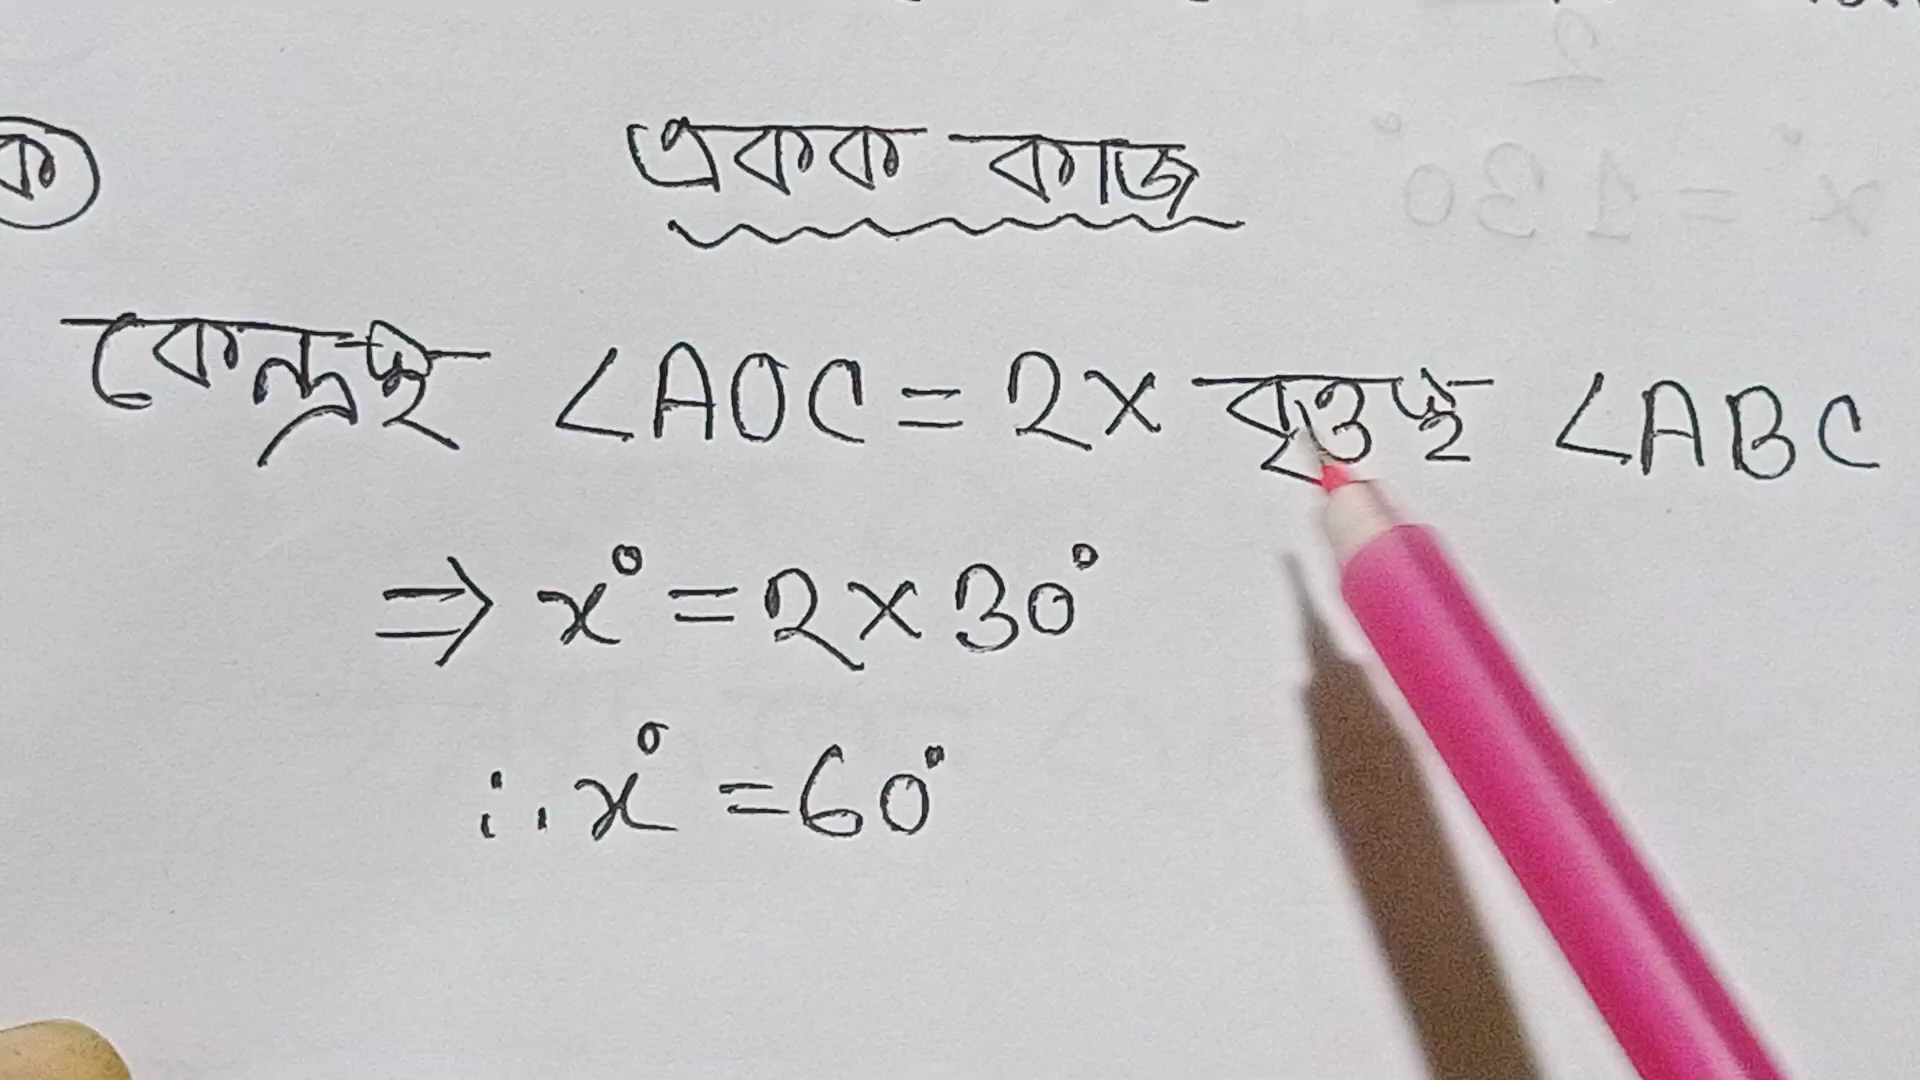 ক
একক কাজ
কেন্দ্রস্থ ∠AOC = 2× বৃত্তস্থ ∠ABC
⇒ x° = 2 × 30°
∴ x° = 60°